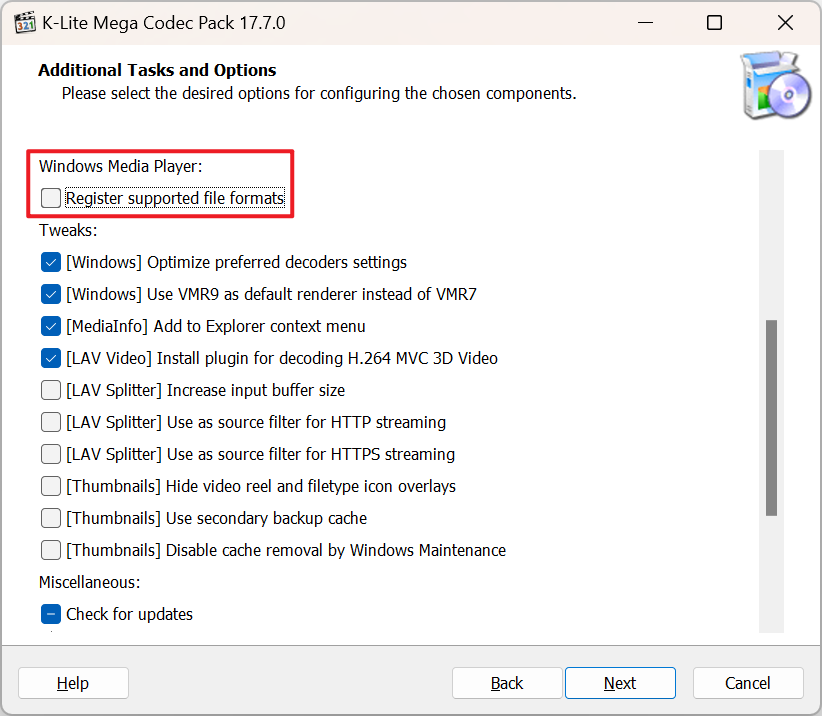 K-Lite Mega Codec Pack 17.7.0
Additional Tasks and Options
Please select the desired options for configuring the chosen components.
Windows Media Player:
Register supported file formats
Tweaks:
[Windows] Optimize preferred decoders settings
[Windows] Use VMR9 as default renderer instead of VMR7
[MediaInfo] Add to Explorer context menu
[LAV Video] Install plugin for decoding H.264 MVC 3D Video
[LAV Splitter] Increase input buffer size
[LAV Splitter] Use as source filter for HTTP streaming
[LAV Splitter] Use as source filter for HTTPS streaming
[Thumbnails] Hide video reel and filetype icon overlays
[Thumbnails] Use secondary backup cache
[Thumbnails] Disable cache removal by Windows Maintenance
Miscellaneous:
Check for updates
Help Back Next Cancel